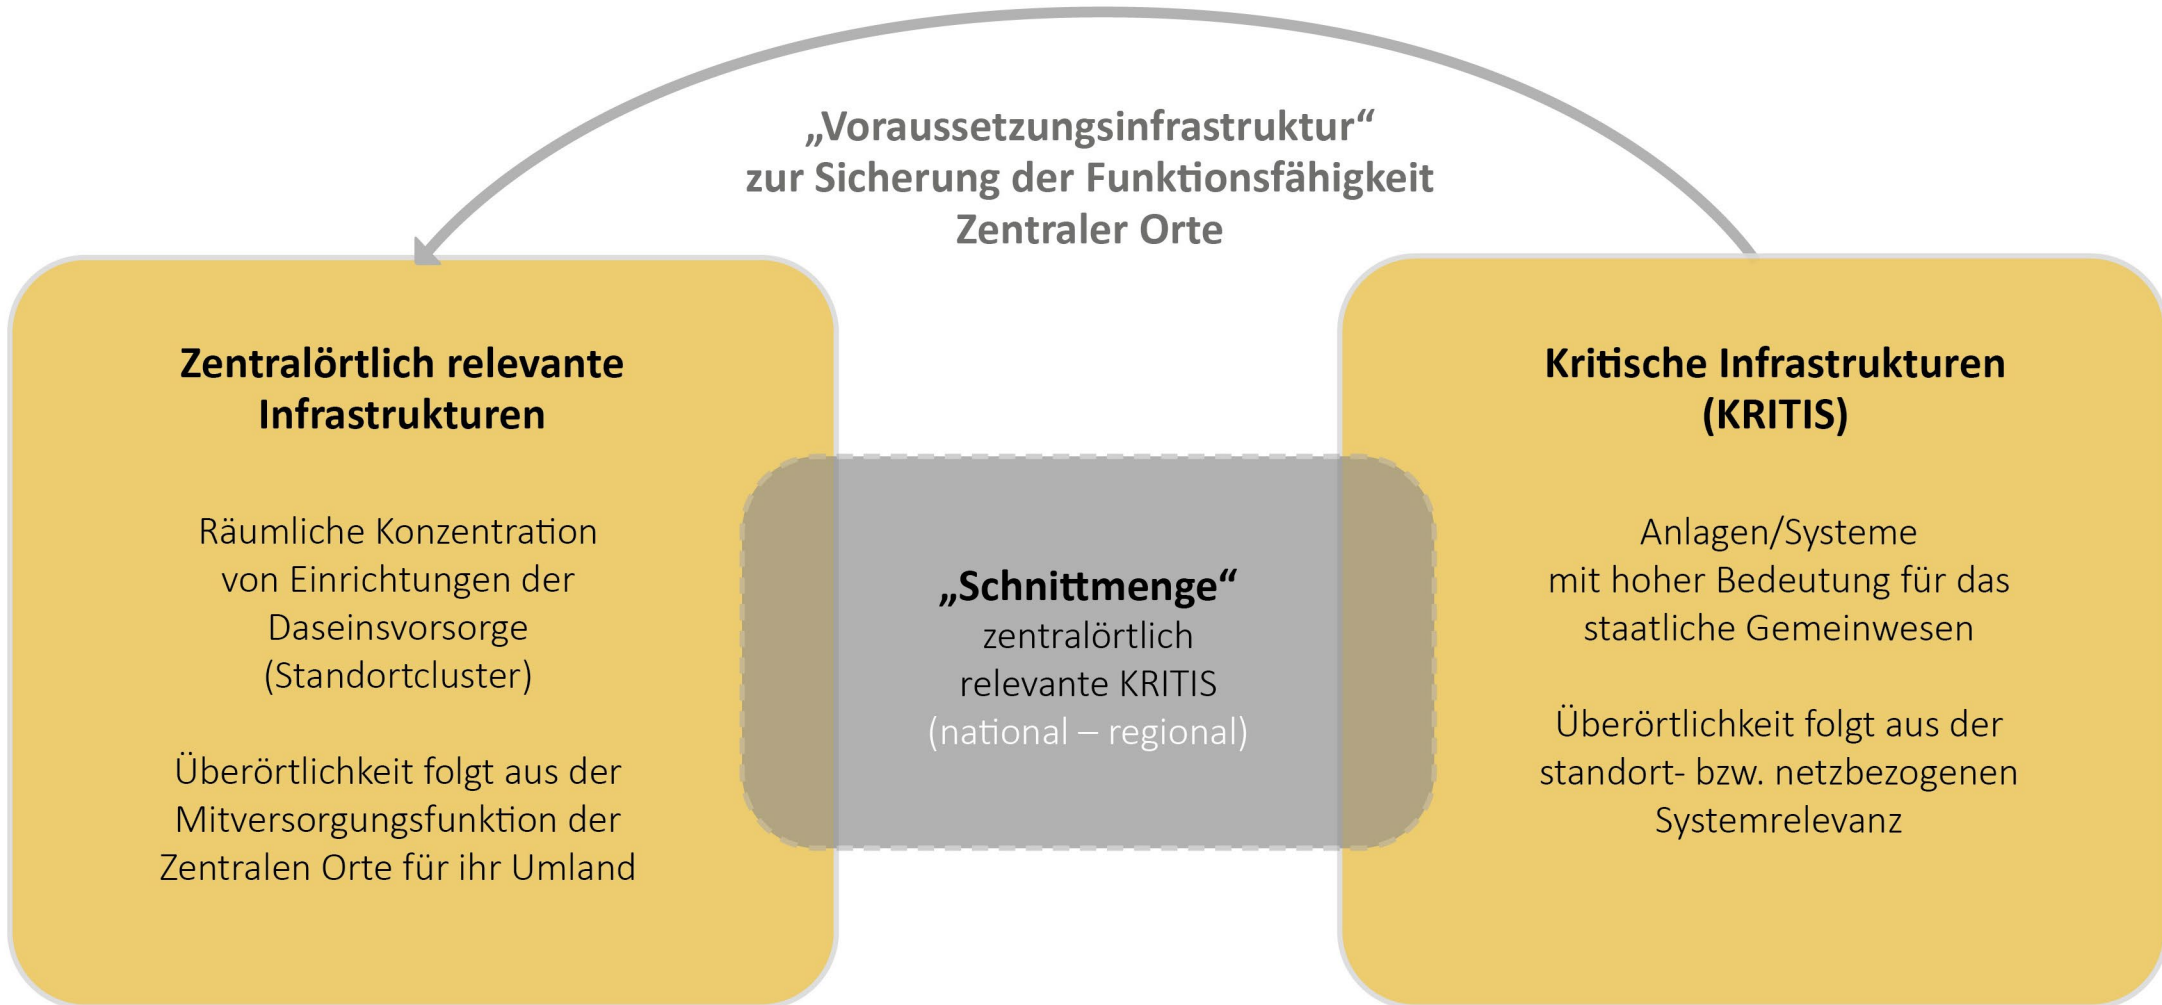 „Voraussetzungsinfrastruktur“
zur Sicherung der Funktionsfähigkeit
Zentraler Orte
Zentralörtlich relevante
Infrastrukturen
Räumliche Konzentration
von Einrichtungen der
Daseinsvorsorge
(Standortcluster)
Überörtlichkeit folgt aus der
Mitversorgungsfunktion der
Zentralen Orte für ihr Umland
„Schnittmenge“
zentralörtlich
relevante KRITIS
(national – regional)
Kritische Infrastrukturen
(KRITIS)
Anlagen/Systeme
mit hoher Bedeutung für das
staatliche Gemeinwesen
Überörtlichkeit folgt aus der
standort- bzw. netzbezogenen
Systemrelevanz